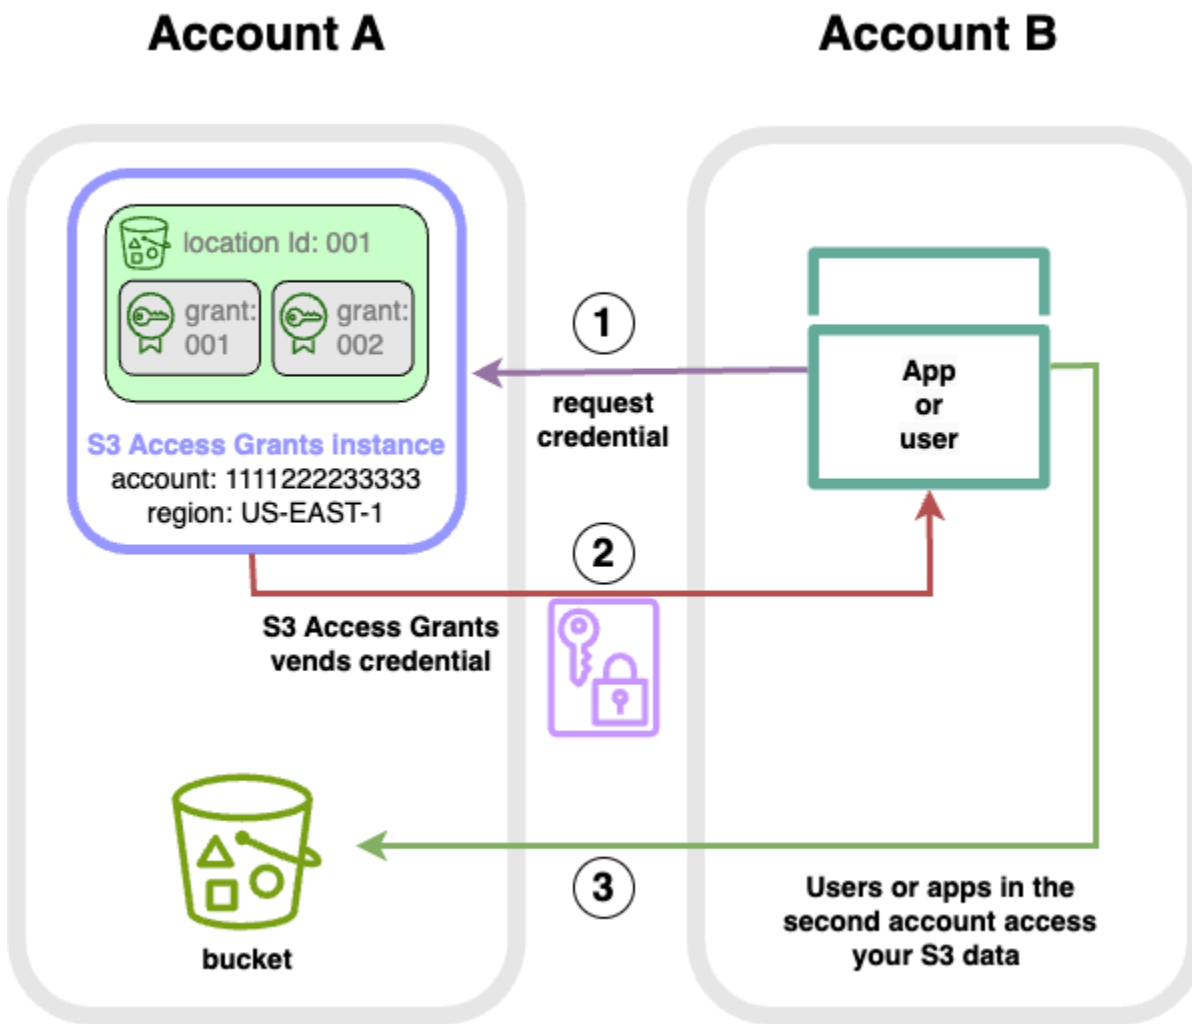 Account A
Account B
location Id: 001
grant:
001
grant:
002
S3 Access Grants instance
account: 1111222233333
region: US-EAST-1
1
request
credential
App
or
user
2
S3 Access Grants
vends credential
3
bucket
Users or apps in the
second account access
your S3 data